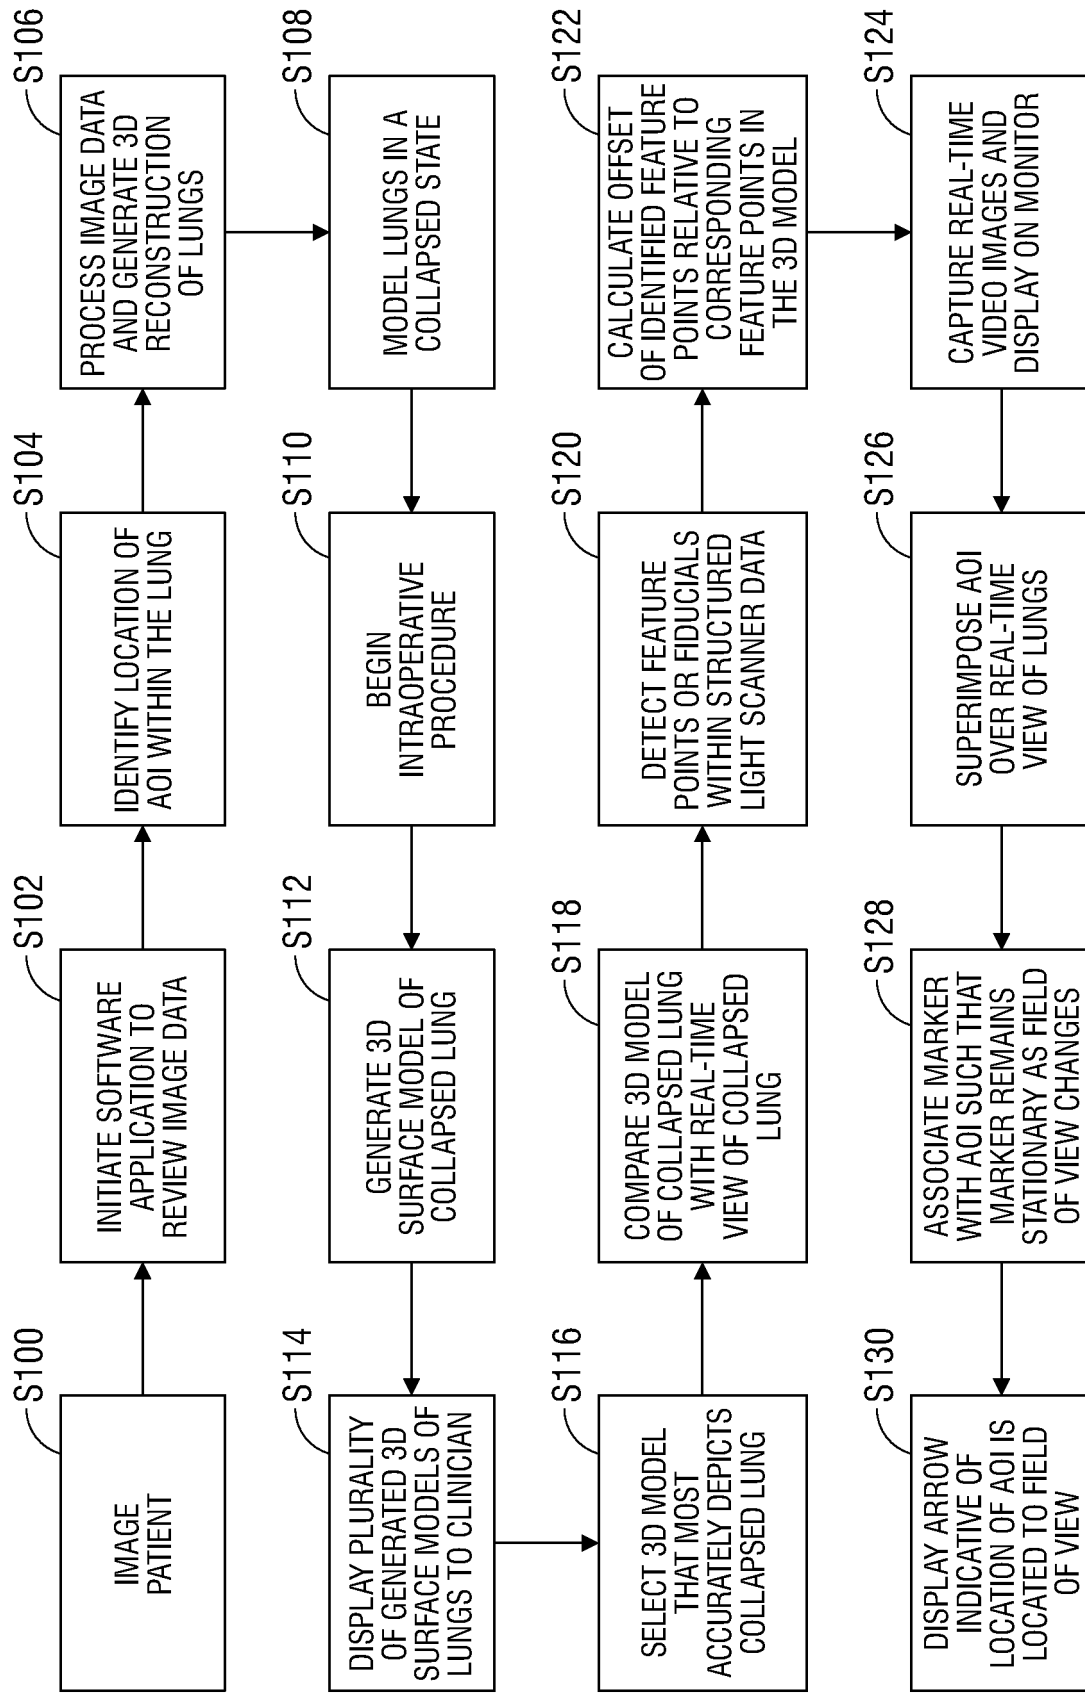 S100
IMAGE
PATIENT
S102
INITIATE SOFTWARE
APPLICATION TO
REVIEW IMAGE DATA
S104
IDENTIFY LOCATION OF
AOI WITHIN THE LUNG
S106
PROCESS IMAGE DATA
AND GENERATE 3D
RECONSTRUCTION
OF LUNGS
S108
MODEL LUNGS IN A
COLLAPSED STATE
S110
BEGIN
INTRAOPERATIVE
PROCEDURE
S112
GENERATE 3D
SURFACE MODEL OF
COLLAPSED LUNG
S114
DISPLAY PLURALITY
OF GENERATED 3D
SURFACE MODELS OF
LUNGS TO CLINICIAN
S116
SELECT 3D MODEL
THAT MOST
ACCURATELY DEPICTS
COLLAPSED LUNG
S118
COMPARE 3D MODEL
OF COLLAPSED LUNG
WITH REAL-TIME
VIEW OF COLLAPSED
LUNG
S120
DETECT FEATURE
POINTS OR FIDUCIALS
WITHIN STRUCTURED
LIGHT SCANNER DATA
S122
CALCULATE OFFSET
OF IDENTIFIED FEATURE
POINTS RELATIVE TO
CORRESPONDING
FEATURE POINTS IN
THE 3D MODEL
S124
CAPTURE REAL-TIME
VIDEO IMAGES AND
DISPLAY ON MONITOR
S126
SUPERIMPOSE AOI
OVER REAL-TIME
VIEW OF LUNGS
S128
ASSOCIATE MARKER
WITH AOI SUCH THAT
MARKER REMAINS
STATIONARY AS FIELD
OF VIEW CHANGES
S130
DISPLAY ARROW
INDICATIVE OF
LOCATION OF AOI IS
LOCATED TO FIELD
OF VIEW